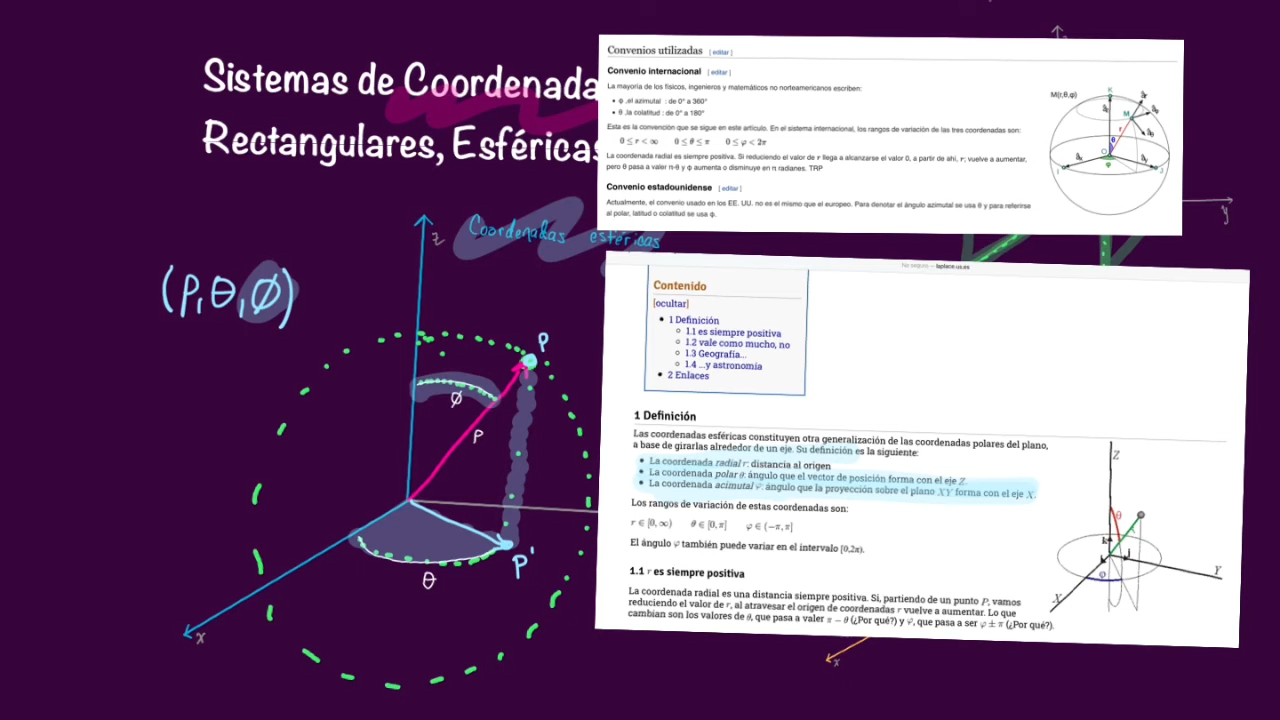 Sistemas de Coordenada
Rectangulares, Esférica
Coordenadas esféricas
(ρ, θ, ø)
z
P
ø
ρ
P'
θ
x
y
x
Convenios utilizadas [ editar ]
Convenio internacional [ editar ]
La mayoría de los físicos, ingenieros y matemáticos no norteamericanos escriben:
• φ ,el azimutal : de 0° a 360°
• θ ,la colatitud : de 0° a 180°
Esta es la convención que se sigue en este artículo. En el sistema internacional, los rangos de variación de las tres coordenadas son:
0 ≤ r < ∞ 0 ≤ θ ≤ π 0 ≤ φ < 2π
La coordenada radial es siempre positiva. Si reduciendo el valor de r llega a alcanzarse el valor 0, a partir de ahí, r; vuelve a aumentar,
pero θ pasa a valer π-θ y φ aumenta o disminuye en π radianes. TRP
Convenio estadounidense [ editar ]
Actualmente, el convenio usado en los EE. UU. no es el mismo que el europeo. Para denotar el ángulo azimutal se usa θ y para referirse
al polar, latitud o colatitud se usa φ.
M(r,θ,φ)
K
M
r
θ
O
φ
I
J
No seguro — laplace.us.es
Contenido
[ocultar]
• 1 Definición
1.1 es siempre positiva
1.2 vale como mucho, no
1.3 Geografía...
1.4 ...y astronomía
• 2 Enlaces
1 Definición
Las coordenadas esféricas constituyen otra generalización de las coordenadas polares del plano,
a base de girarlas alrededor de un eje. Su definición es la siguiente:
• La coordenada radial r: distancia al origen
• La coordenada polar θ: ángulo que el vector de posición forma con el eje Z.
• La coordenada acimutal φ: ángulo que la proyección sobre el plano XY forma con el eje X.
Los rangos de variación de estas coordenadas son:
r ∈ [0, ∞) θ ∈ [0, π] φ ∈ (−π, π]
El ángulo φ también puede variar en el intervalo [0,2π).
1.1 r es siempre positiva
La coordenada radial es una distancia siempre positiva. Si, partiendo de un punto P, vamos
reduciendo el valor de r, al atravesar el origen de coordenadas r vuelve a aumentar. Lo que
cambian son los valores de θ, que pasa a valer π − θ (¿Por qué?) y φ, que pasa a ser φ ± π (¿Por qué?).
Z
θ
r
k
j
φ
Y
X